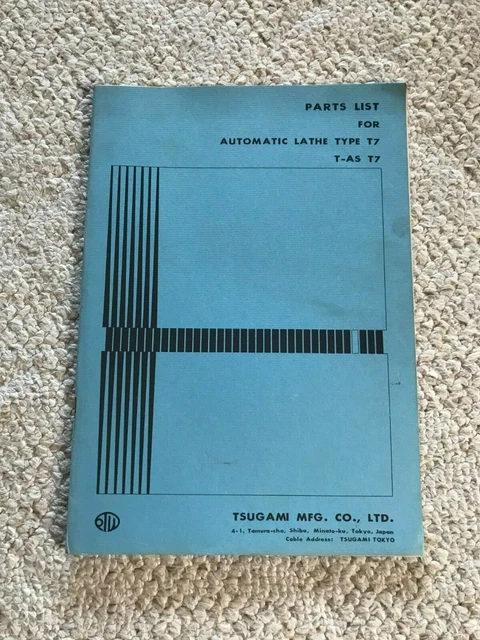 PARTS LIST
FOR
AUTOMATIC LATHE TYPE T7
T-AS T7
TSUGAMI MFG. CO., LTD.
4-1, Tamura-cho, Shiba, Minato-ku, Tokyo, Japan
Cable Address: TSUGAMI TOKYO